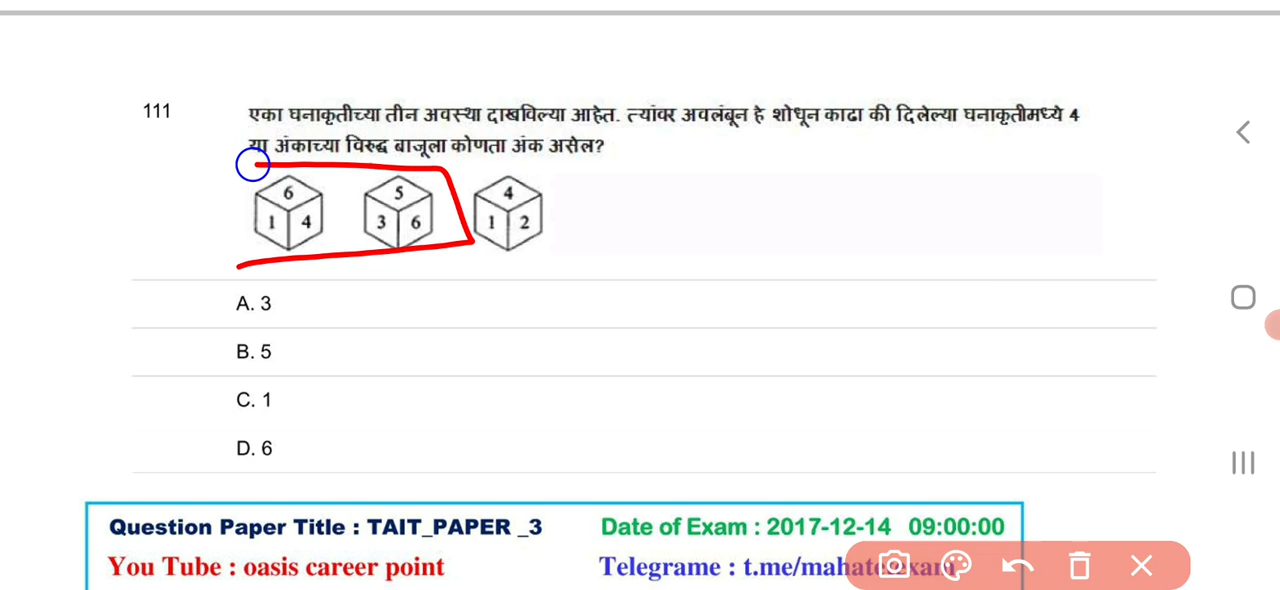 111
एका घनाकृतीच्या तीन अवस्था दाखविल्या आहेत. त्यांवर अवलंबून हे शोधून काढा की दिलेल्या घनाकृतीमध्ये 4
या अंकाच्या विरुद्ध बाजूला कोणता अंक असेल?
6 5 4
1 4 3 6 1 2
A. 3
B. 5
C. 1
D. 6
Question Paper Title : TAIT_PAPER _3 Date of Exam : 2017-12-14 09:00:00
You Tube : oasis career point Telegrame : t.me/mahatetexam